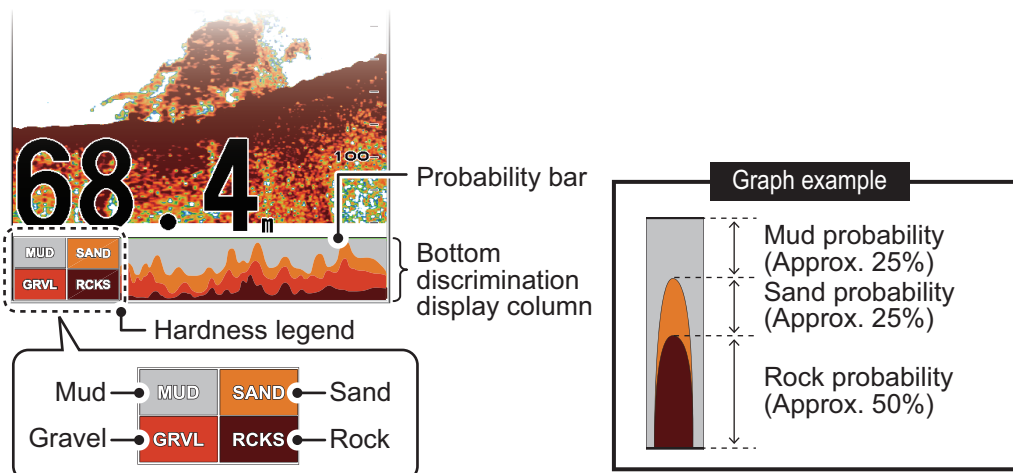 100
68.4m
MUD SAND
GRVL RCKS
Probability bar
Bottom
discrimination
display column
Hardness legend
Mud MUD SAND Sand
Gravel GRVL RCKS Rock
Graph example
Mud probability
(Approx. 25%)
Sand probability
(Approx. 25%)
Rock probability
(Approx. 50%)